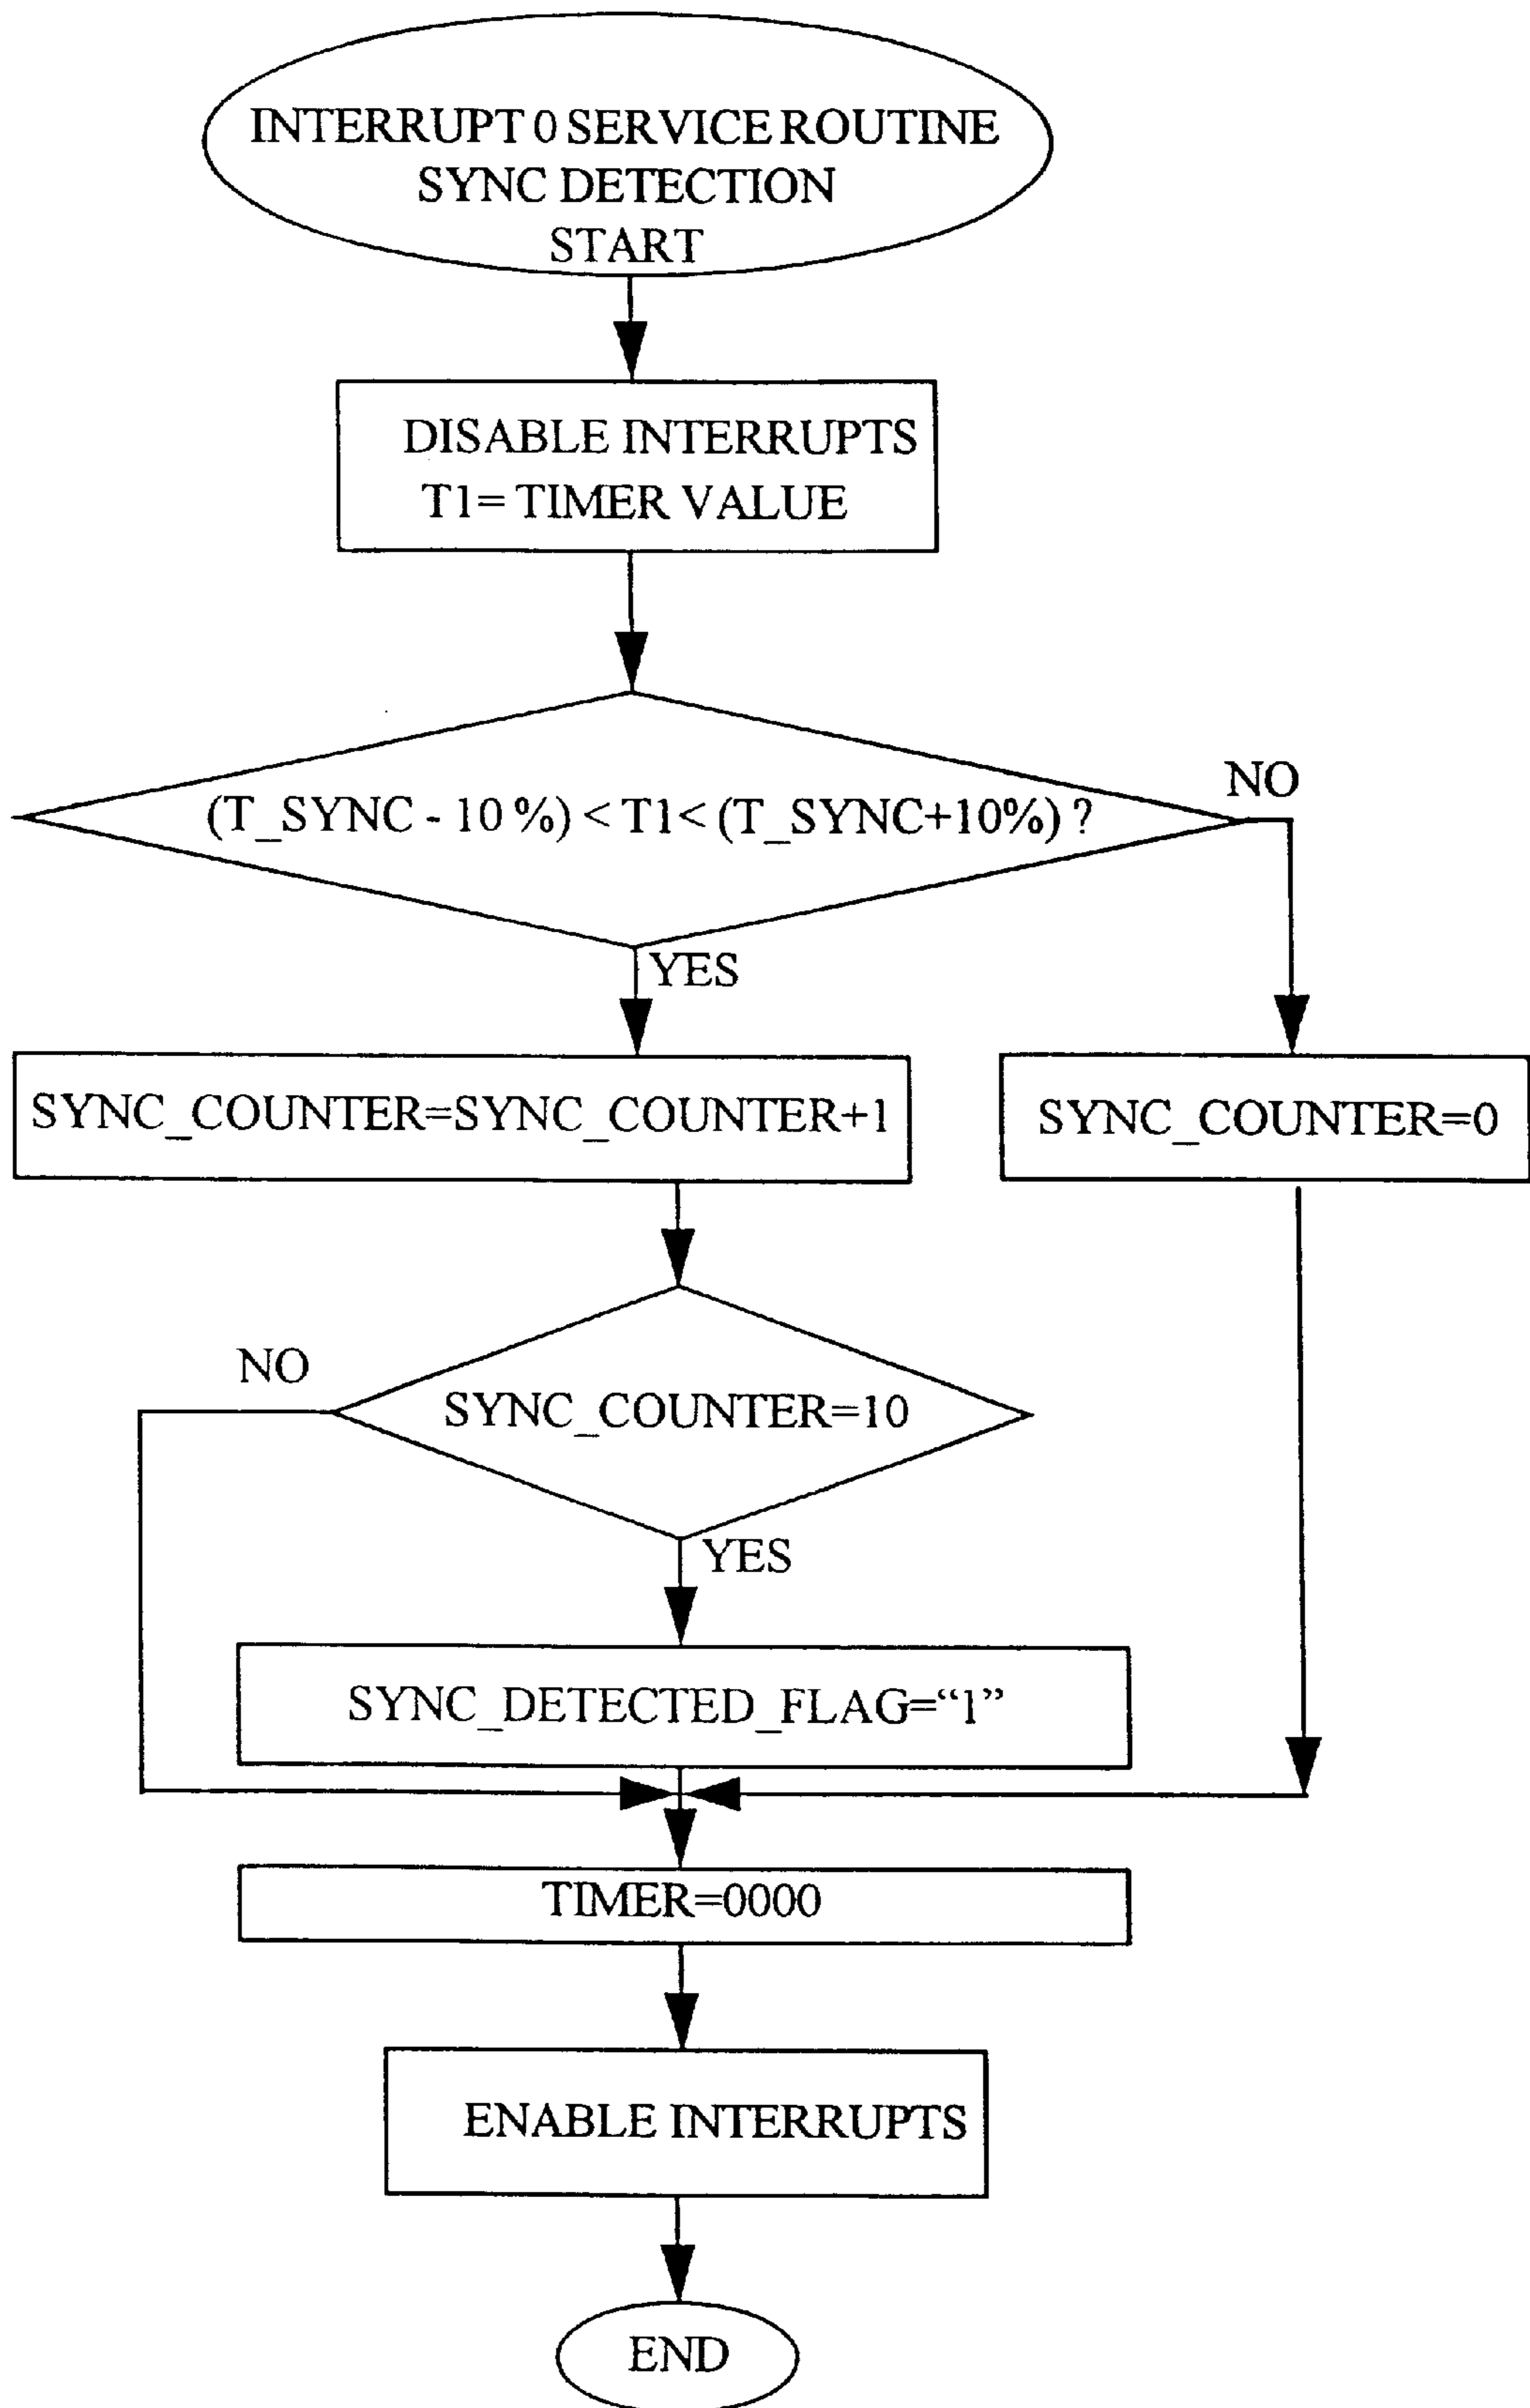 INTERRUPT 0 SERVICE ROUTINE
SYNC DETECTION
START
DISABLE INTERRUPTS
T1= TIMER VALUE
(T_SYNC - 10 %) < T1< (T_SYNC+10%) ?
NO
YES
SYNC_COUNTER=SYNC_COUNTER+1
SYNC_COUNTER=0
NO
SYNC_COUNTER=10
YES
SYNC_DETECTED_FLAG=“1”
TIMER=0000
ENABLE INTERRUPTS
END